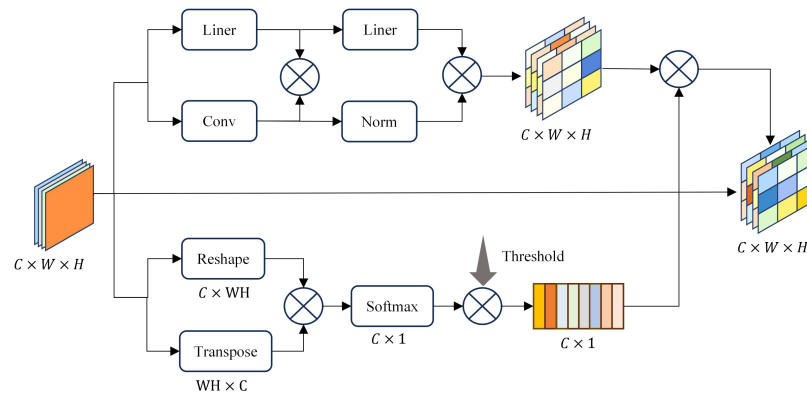 Liner
Liner
Conv
Norm
C × W × H
C × W × H
C × W × H
Reshape
C × WH
Threshold
Softmax
C × 1
C × 1
Transpose
WH × C